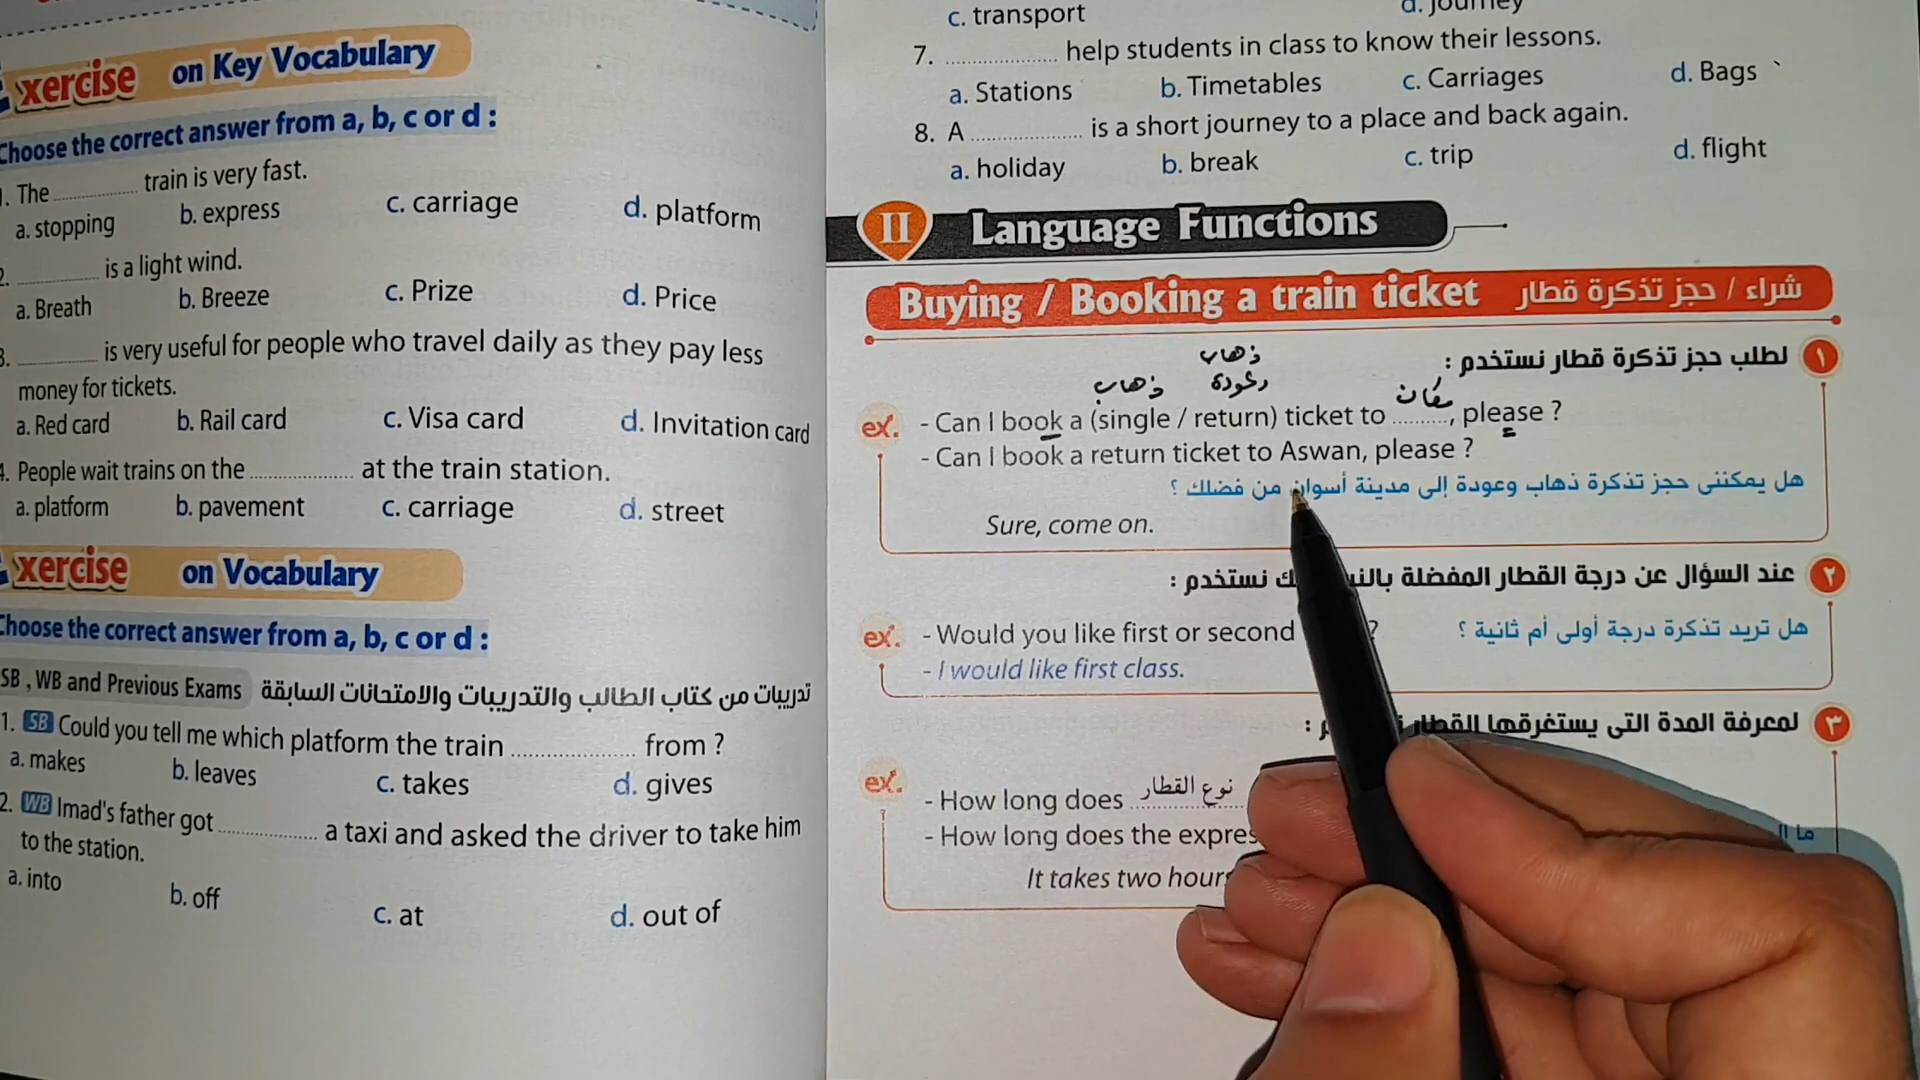 xercise on Key Vocabulary
Choose the correct answer from a, b, c or d :
1. The ............ train is very fast.
a. stopping b. express c. carriage d. platform
2. ............ is a light wind.
a. Breath b. Breeze c. Prize d. Price
3. ............ is very useful for people who travel daily as they pay less
money for tickets.
a. Red card b. Rail card c. Visa card d. Invitation card
4. People wait trains on the ............ at the train station.
a. platform b. pavement c. carriage d. street
xercise on Vocabulary
Choose the correct answer from a, b, c or d :
SB , WB and Previous Exams تدريبات من كتاب الطالب والتدريبات والامتحانات السابقة
1. SB Could you tell me which platform the train ............ from ?
a. makes b. leaves c. takes d. gives
2. WB Imad's father got ............ a taxi and asked the driver to take him
to the station.
a. into b. off c. at d. out of
c. transport d. journey
7. ............ help students in class to know their lessons.
a. Stations b. Timetables c. Carriages d. Bags
8. A ............ is a short journey to a place and back again.
a. holiday b. break c. trip d. flight
II Language Functions
Buying / Booking a train ticket شراء / حجز تذكرة قطار
١ لطلب حجز تذكرة قطار نستخدم :
ذهاب
ذهاب وعودة مكان
ex. - Can I book a (single / return) ticket to ........., please ?
- Can I book a return ticket to Aswan, please ?
هل يمكننى حجز تذكرة ذهاب وعودة إلى مدينة أسوان من فضلك ؟
Sure, come on.
٢ عند السؤال عن درجة القطار المفضلة نستخدم :
ex. - Would you like first or second ?
هل تريد تذكرة درجة أولى أم ثانية ؟
- I would like first class.
٣ لمعرفة المدة التى يستغرقها القطار :
ex. - How long does نوع القطار
- How long does the expres
It takes two hours